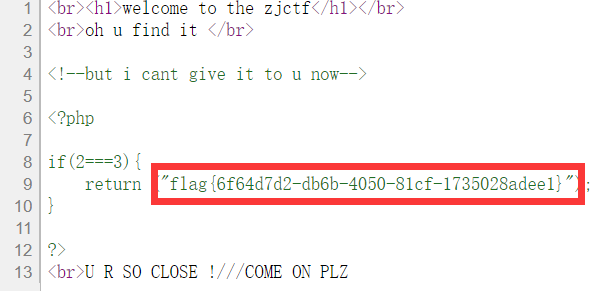 1 <br><h1>welcome to the zjctf</h1></br>
2 <br>oh u find it </br>
3
4 <!--but i cant give it to u now-->
5
6 <?php
7
8 if(2===3){
9 return ("flag{6f64d7d2-db6b-4050-81cf-1735028adee1}");
10 }
11
12 ?>
13 <br>U R SO CLOSE !///COME ON PLZ